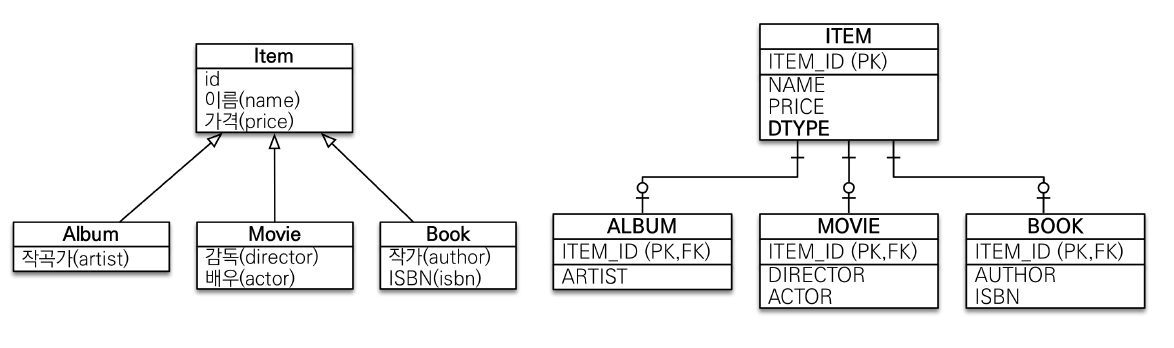 Item
id
이름(name)
가격(price)
Album
작곡가(artist)
Movie
감독(director)
배우(actor)
Book
작가(author)
ISBN(isbn)
ITEM
ITEM_ID (PK)
NAME
PRICE
DTYPE
ALBUM
ITEM_ID (PK,FK)
ARTIST
MOVIE
ITEM_ID (PK,FK)
DIRECTOR
ACTOR
BOOK
ITEM_ID (PK,FK)
AUTHOR
ISBN